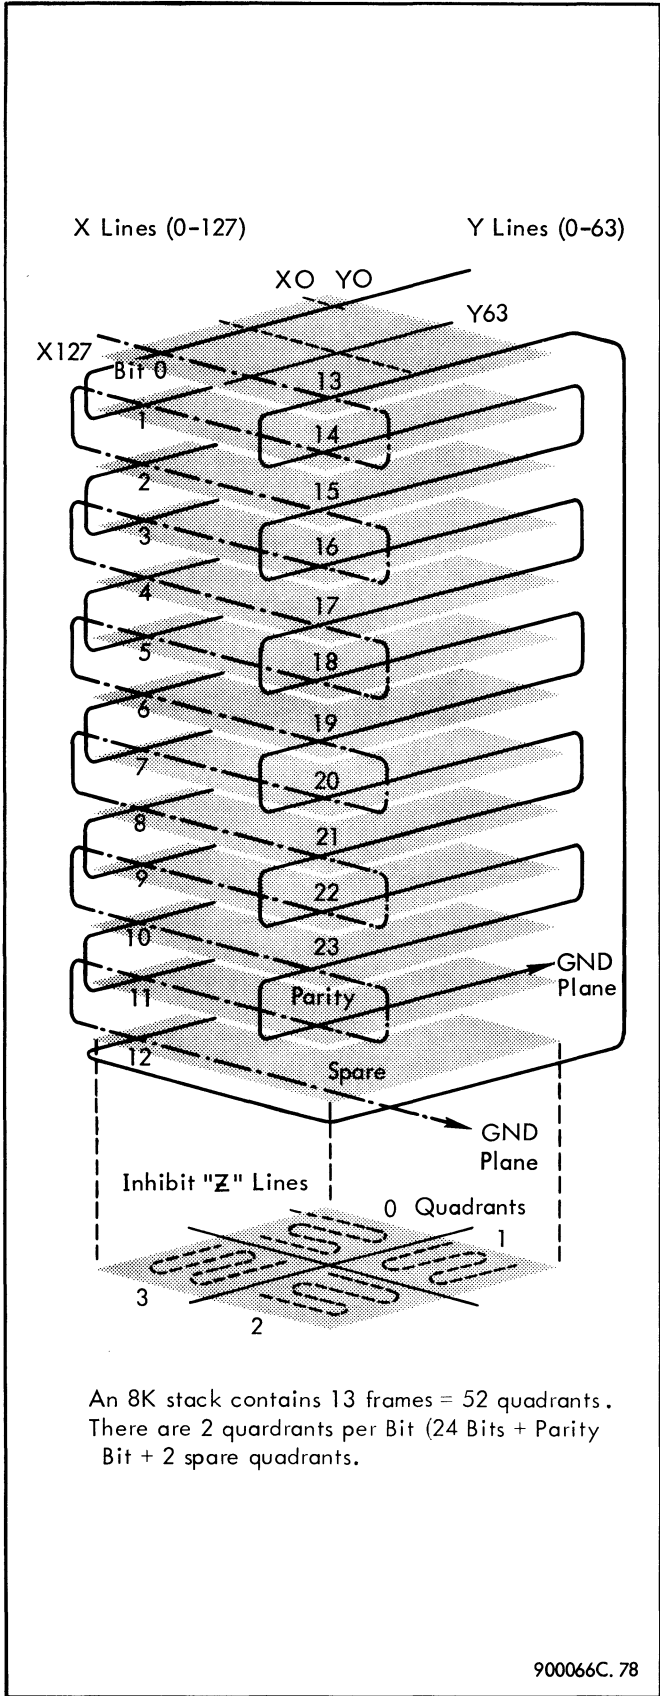 X Lines (0-127)
Y Lines (0-63)
XO YO
Y63
X127
Bit 0
13
1
14
2
15
3
16
4
17
5
18
6
19
7
20
8
21
9
22
10
23
GND
Plane
11
Parity
12
Spare
GND
Plane
Inhibit "Z" Lines
0 Quadrants
1
3
2
An 8K stack contains 13 frames = 52 quadrants.
There are 2 quardrants per Bit (24 Bits + Parity
Bit + 2 spare quadrants.
900066C. 78